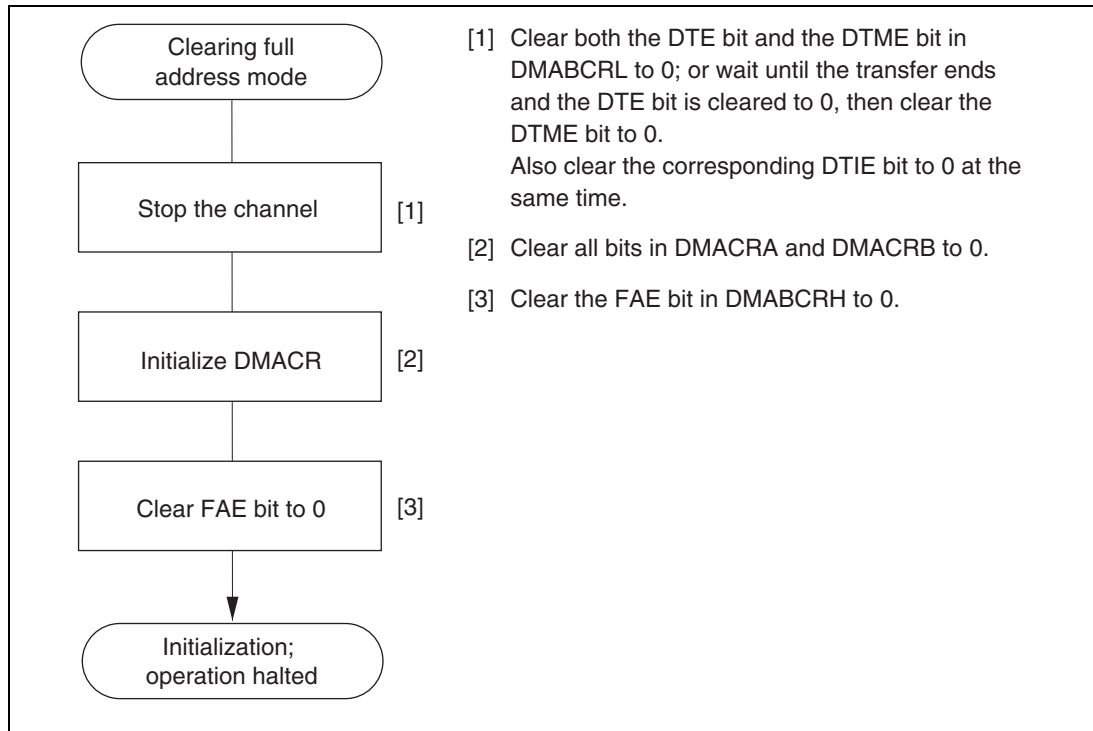 Clearing full
address mode
Stop the channel
[1]
Initialize DMACR
[2]
Clear FAE bit to 0
[3]
Initialization;
operation halted
[1] Clear both the DTE bit and the DTME bit in
DMABCRL to 0; or wait until the transfer ends
and the DTE bit is cleared to 0, then clear the
DTME bit to 0.
Also clear the corresponding DTIE bit to 0 at the
same time.
[2] Clear all bits in DMACRA and DMACRB to 0.
[3] Clear the FAE bit in DMABCRH to 0.